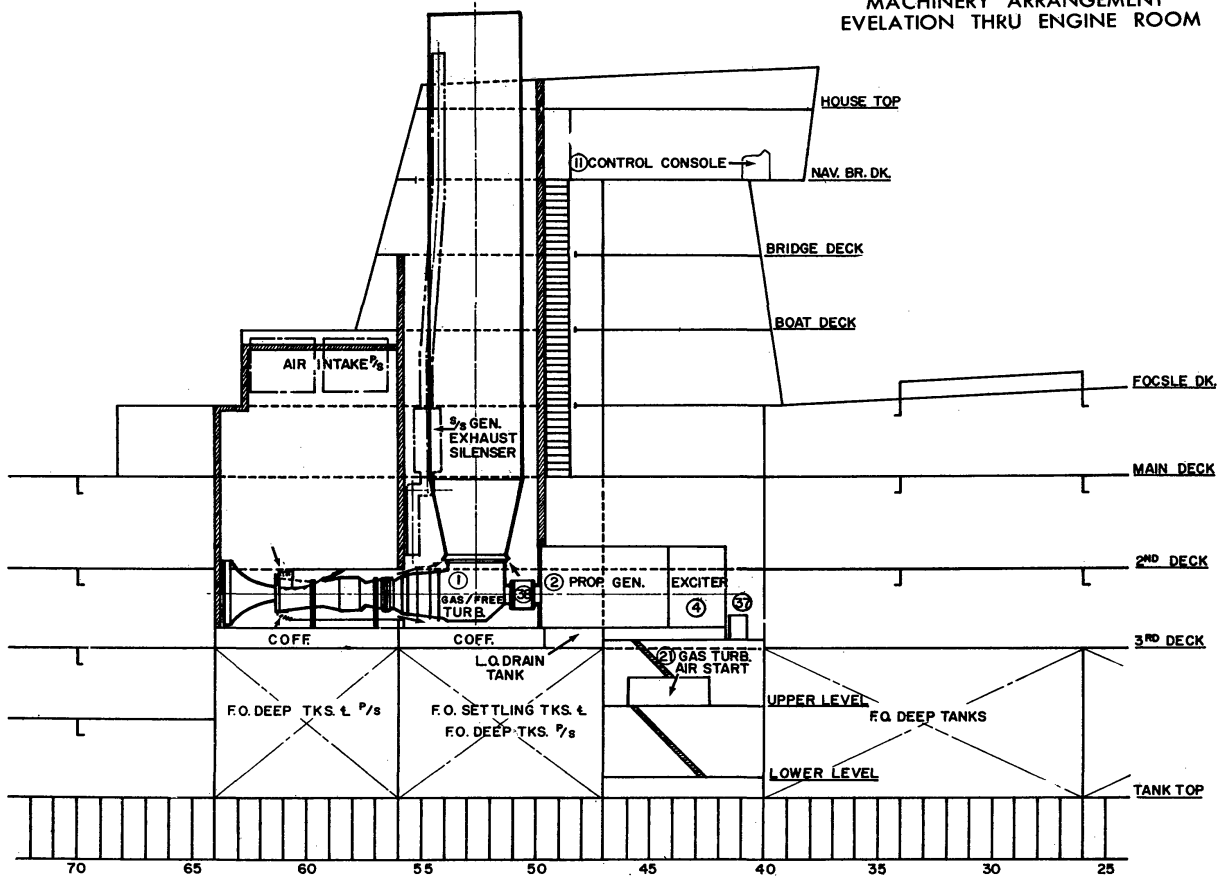 MACHINERY ARRANGEMENT
EVELATION THRU ENGINE ROOM
HOUSE TOP
11 CONTROL CONSOLE
NAV. BR. DK.
BRIDGE DECK
BOAT DECK
AIR INTAKE P/S
FOCSLE DK.
S/S GEN.
EXHAUST
SILENSER
MAIN DECK
2ND DECK
1
GAS/FREE
TURB.
38
2 PROP GEN.
EXCITER
4
37
COFF.
COFF.
3RD DECK
L.O. DRAIN
TANK
21 GAS TURB.
AIR START
UPPER LEVEL
F.O. DEEP TKS. ℄ P/S
F.O. SETTLING TKS. ℄
F.O. DEEP TKS. P/S
F.O. DEEP TANKS
LOWER LEVEL
TANK TOP
70 60 55 50 45 40 35 30 25